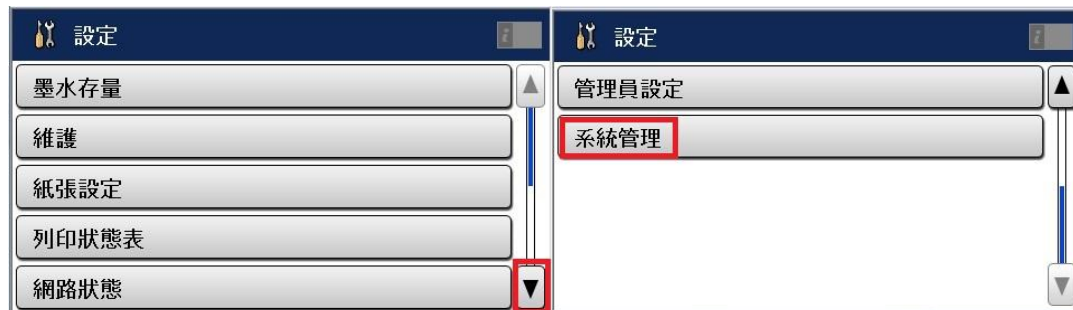 設定
墨水存量
維護
紙張設定
列印狀態表
網路狀態
設定
管理員設定
系統管理